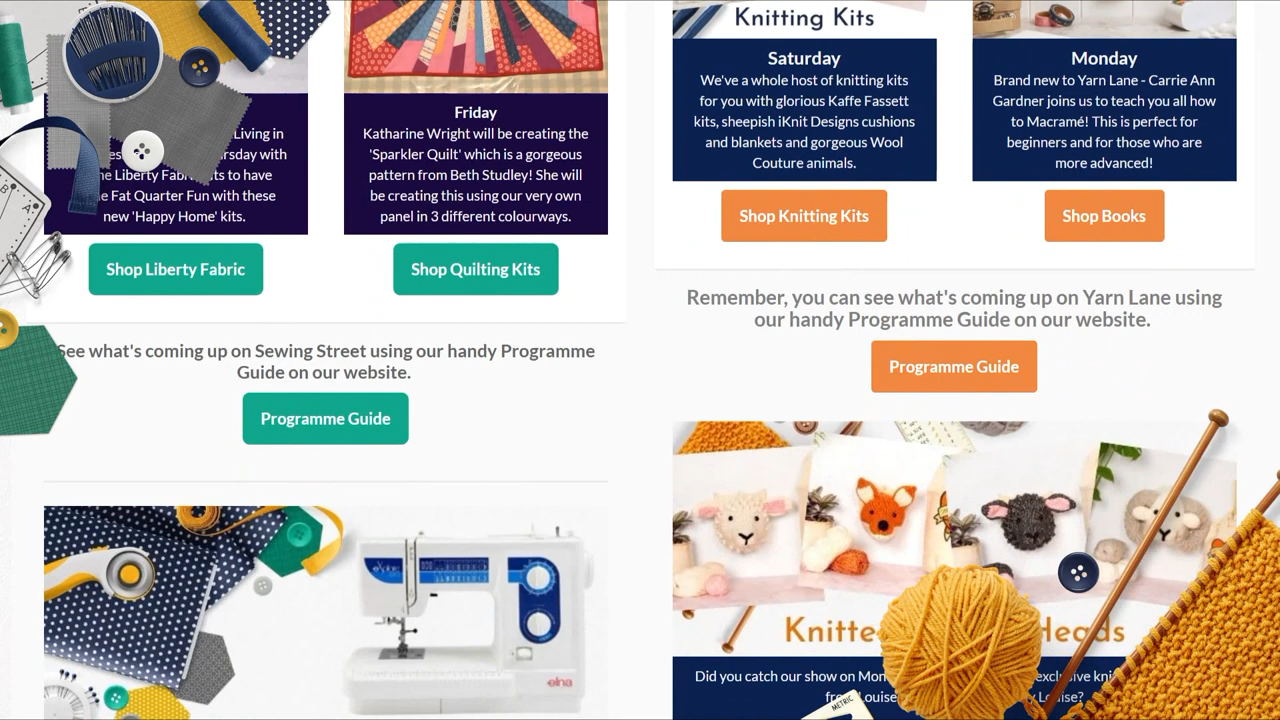 Living in
rsday with
Liberty Fabric
to have
Fat Quarter Fun with these
new 'Happy Home' kits.
Shop Liberty Fabric
Friday
Katharine Wright will be creating the
'Sparkler Quilt' which is a gorgeous
pattern from Beth Studley! She will
be creating this using our very own
panel in 3 different colourways.
Shop Quilting Kits
See what's coming up on Sewing Street using our handy Programme
Guide on our website.
Programme Guide
elna
Knitting Kits
Saturday
We've a whole host of knitting kits
for you with glorious Kaffe Fassett
kits, sheepish iKnit Designs cushions
and blankets and gorgeous Wool
Couture animals.
Shop Knitting Kits
Monday
Brand new to Yarn Lane - Carrie Ann
Gardner joins us to teach you all how
to Macramé! This is perfect for
beginners and for those who are
more advanced!
Shop Books
Remember, you can see what's coming up on Yarn Lane using
our handy Programme Guide on our website.
Programme Guide
Knitte Heads
Did you catch our show on Mon exclusive kni
Louise Louise?
METRIC